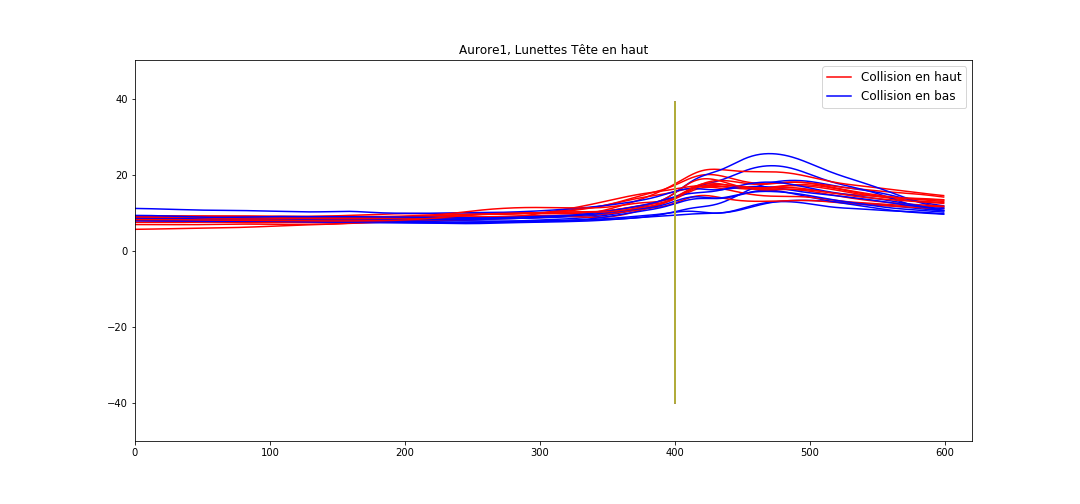 Aurore1, Lunettes Tête en haut
Collision en haut
Collision en bas
40
20
0
−20
−40
0 100 200 300 400 500 600